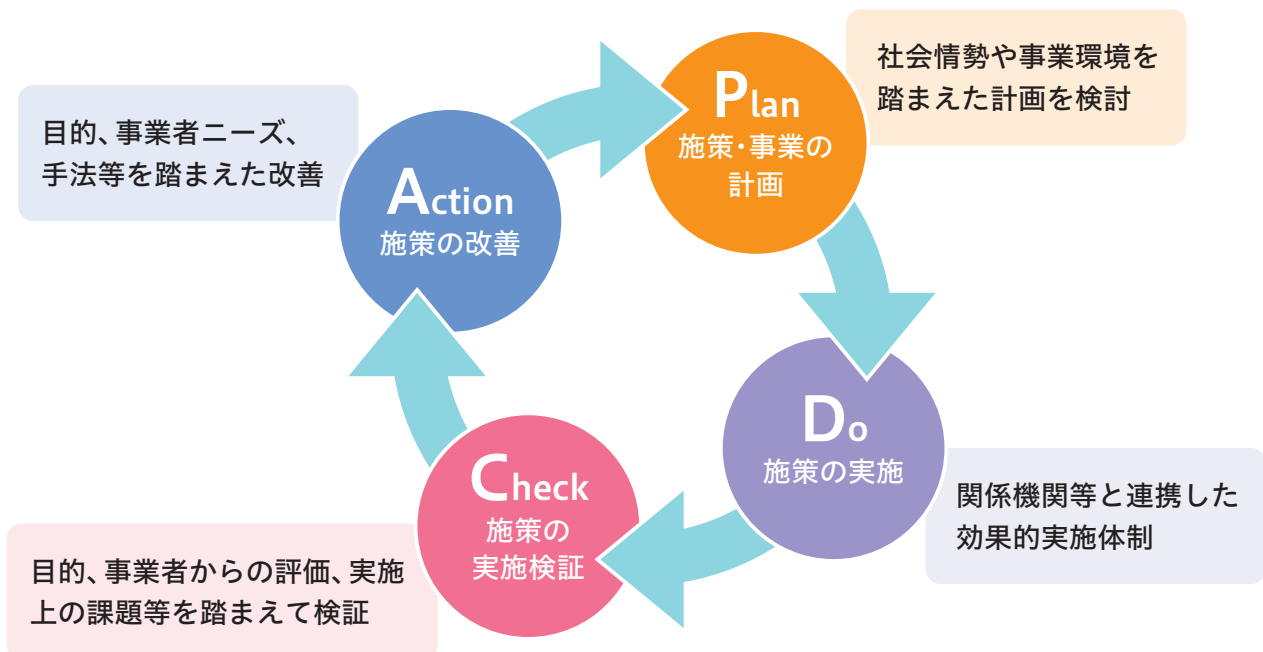 Plan
施策・事業の
計画
社会情勢や事業環境を
踏まえた計画を検討
Do
施策の実施
関係機関等と連携した
効果的実施体制
Check
施策の
実施検証
目的、事業者からの評価、実施
上の課題等を踏まえて検証
Action
施策の改善
目的、事業者ニーズ、
手法等を踏まえた改善